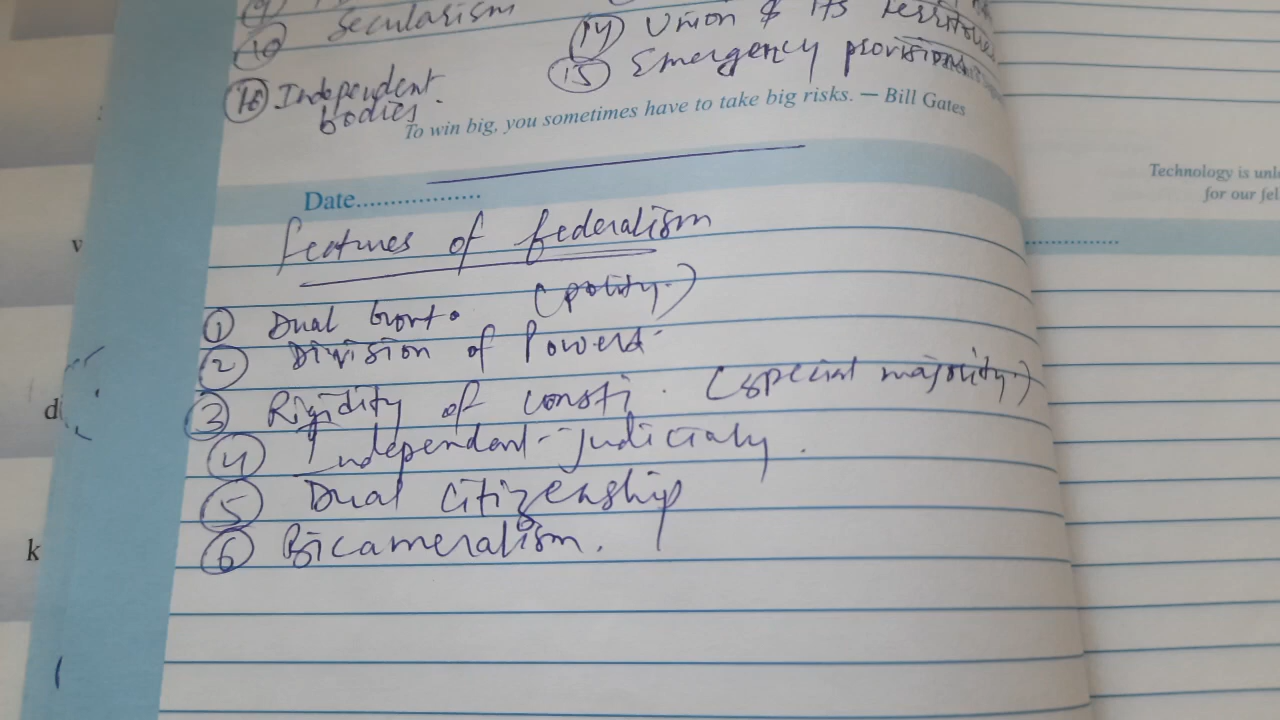 Secularism
10
14 Union & its territories
15 Emergency provisions
16 Independent
bodies.
To win big, you sometimes have to take big risks. — Bill Gates
Technology is
for our
Date..................
Features of federalism
1 Dual Govt. (polity.)
2 Division of Powers
3 Rigidity of consti. (special majority.)
4 Independent judiciary.
5 Dual citizenship
6 Bicameralism.
k